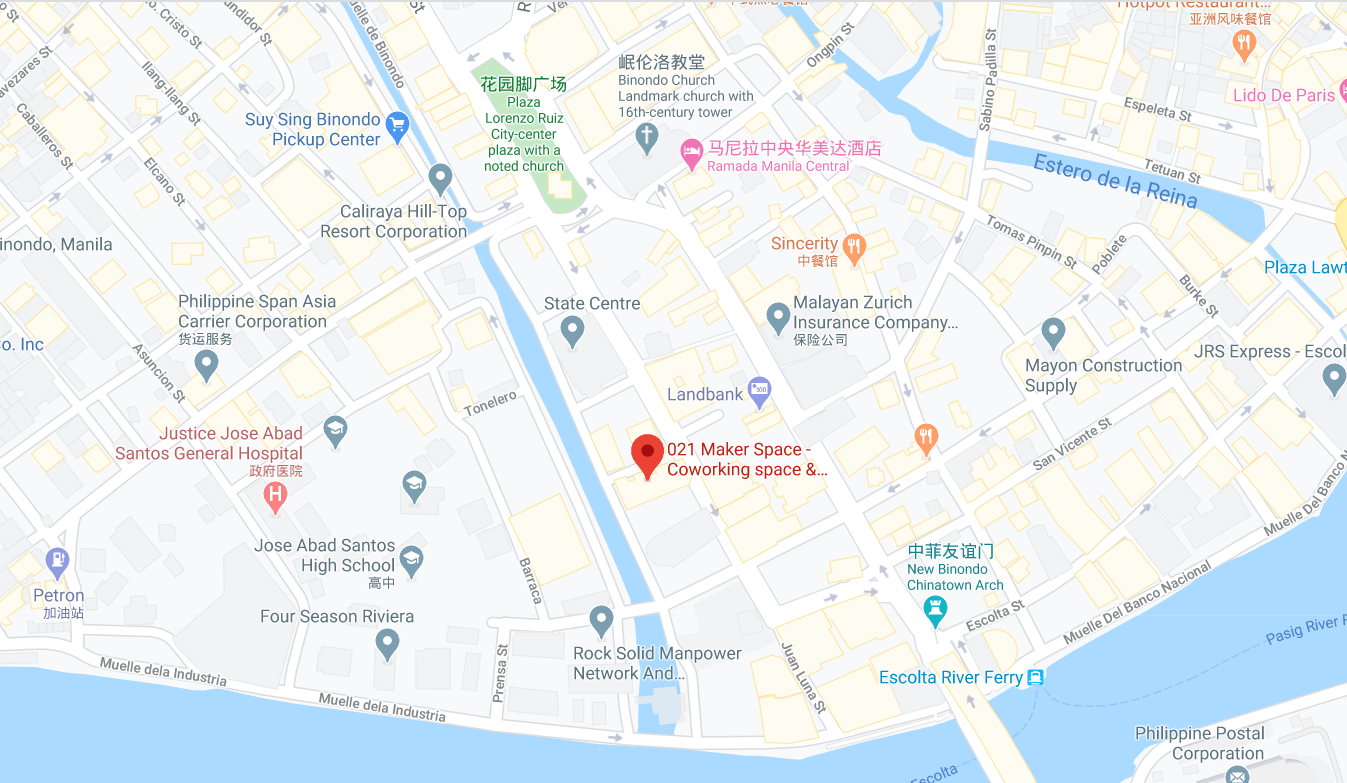 Muelle de Binondo
Ongpin St
岷伦洛教堂
Binondo Church
Landmark church with
16th-century tower
亚洲风味餐馆
Lido De Paris
Sabino Padilla St
Espeleta St
Tetuan St
Estero de la Reina
花园脚广场
Plaza
Lorenzo Ruiz
City-center
plaza with a
noted church
马尼拉中央华美达酒店
Ramada Manila Central
Suy Sing Binondo
Pickup Center
Ilang-Ilang St
Caballeros St
Elcano St
Caliraya Hill-Top
Resort Corporation
inondo, Manila
Sincerity
中餐馆
Tomas Pinpin St
Poblete
Burke St
Plaza Lawt
Philippine Span Asia
Carrier Corporation
货运服务
State Centre
Malayan Zurich
Insurance Company...
保险公司
o. Inc
Asuncion St
Mayon Construction
Supply
JRS Express - Escol
Landbank
100
Tonelero
Justice Jose Abad
Santos General Hospital
政府医院
H
021 Maker Space -
Coworking space &...
San Vicente St
Muelle Del Banco N
Jose Abad Santos
High School
高中
Barraca
中菲友谊门
New Binondo
Chinatown Arch
Petron
加油站
Four Season Riviera
Escolta St
Muelle Del Banco Nacional
Pasig River F
Rock Solid Manpower
Network And...
Juan Luna St
Prensa St
Escolta River Ferry
Muelle dela Industria
Muelle dela Industria
Philippine Postal
Corporation
Escolta